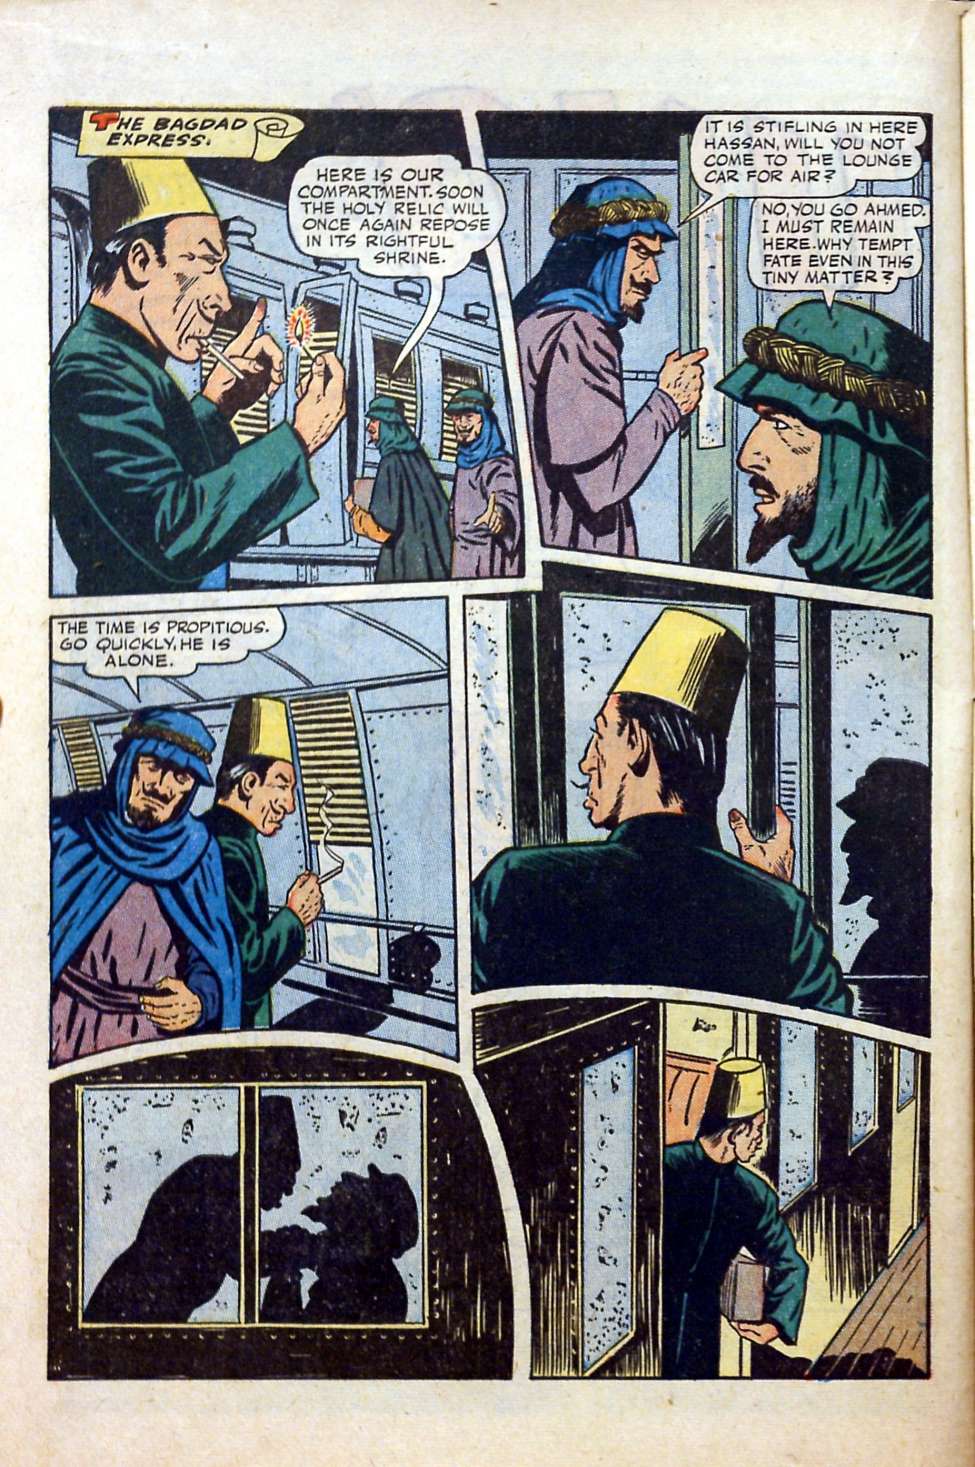 THE BAGDAD
EXPRESS.
HERE IS OUR
COMPARTMENT. SOON
THE HOLY RELIC WILL
ONCE AGAIN REPOSE
IN ITS RIGHTFUL
SHRINE.
IT IS STIFLING IN HERE
HASSAN, WILL YOU NOT
COME TO THE LOUNGE
CAR FOR AIR?
NO, YOU GO AHMED.
I MUST REMAIN
HERE. WHY TEMPT
FATE EVEN IN THIS
TINY MATTER?
THE TIME IS PROPITIOUS.
GO QUICKLY, HE IS
ALONE.